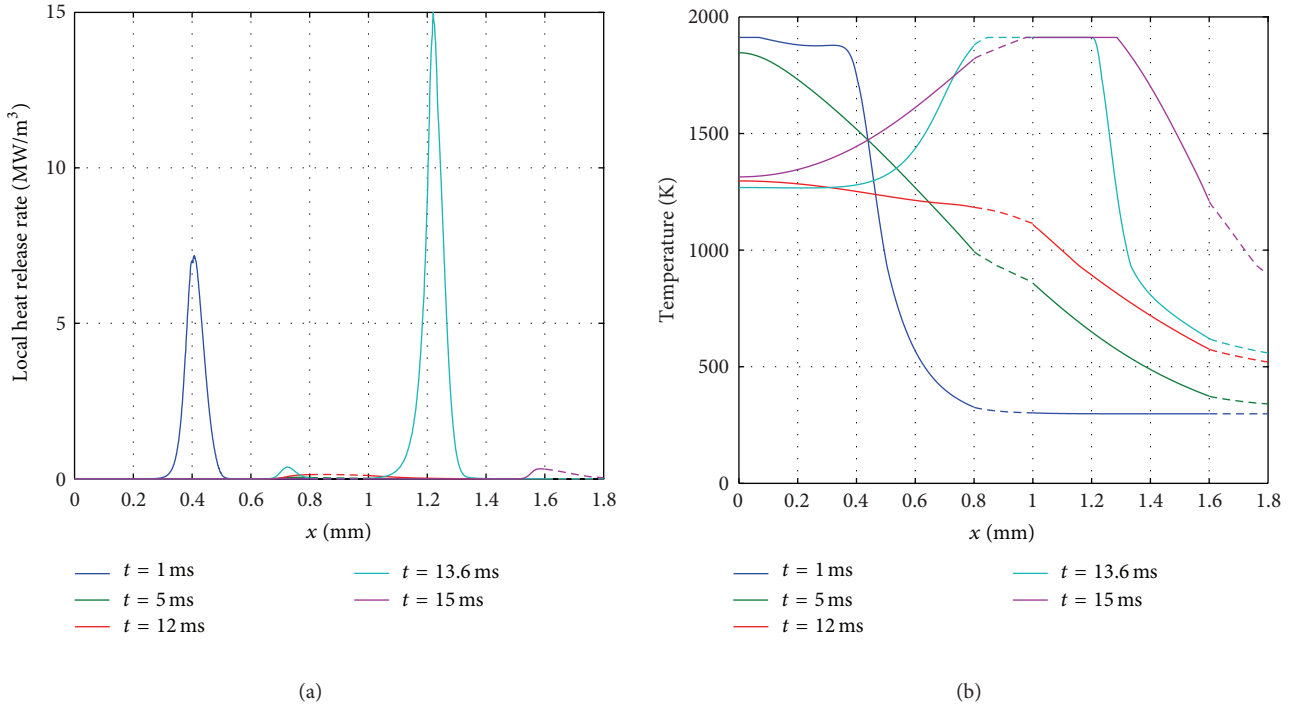 15
10
5
0
Local heat release rate (MW/m³)
0 0.2 0.4 0.6 0.8 1 1.2 1.4 1.6 1.8
x (mm)
t = 1 ms
t = 5 ms
t = 12 ms
t = 13.6 ms
t = 15 ms
(a)
2000
1500
1000
500
0
Temperature (K)
0 0.2 0.4 0.6 0.8 1 1.2 1.4 1.6 1.8
x (mm)
t = 1 ms
t = 5 ms
t = 12 ms
t = 13.6 ms
t = 15 ms
(b)